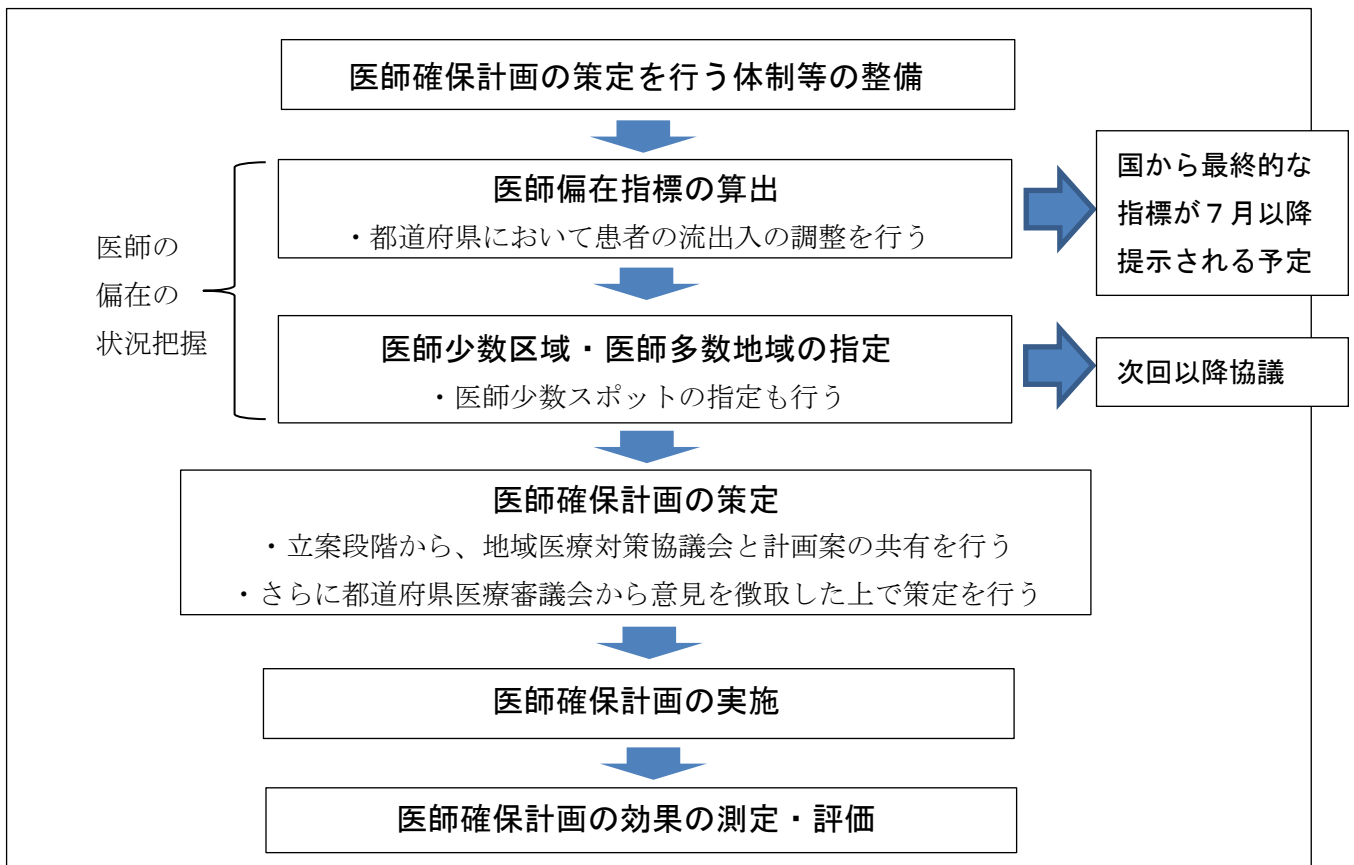 医師確保計画の策定を行う体制等の整備
医師偏在指標の算出
・都道府県において患者の流出入の調整を行う
国から最終的な
指標が７月以降
提示される予定
医師の
偏在の
状況把握
医師少数区域・医師多数地域の指定
・医師少数スポットの指定も行う
次回以降協議
医師確保計画の策定
・立案段階から、地域医療対策協議会と計画案の共有を行う
・さらに都道府県医療審議会から意見を徴取した上で策定を行う
医師確保計画の実施
医師確保計画の効果の測定・評価